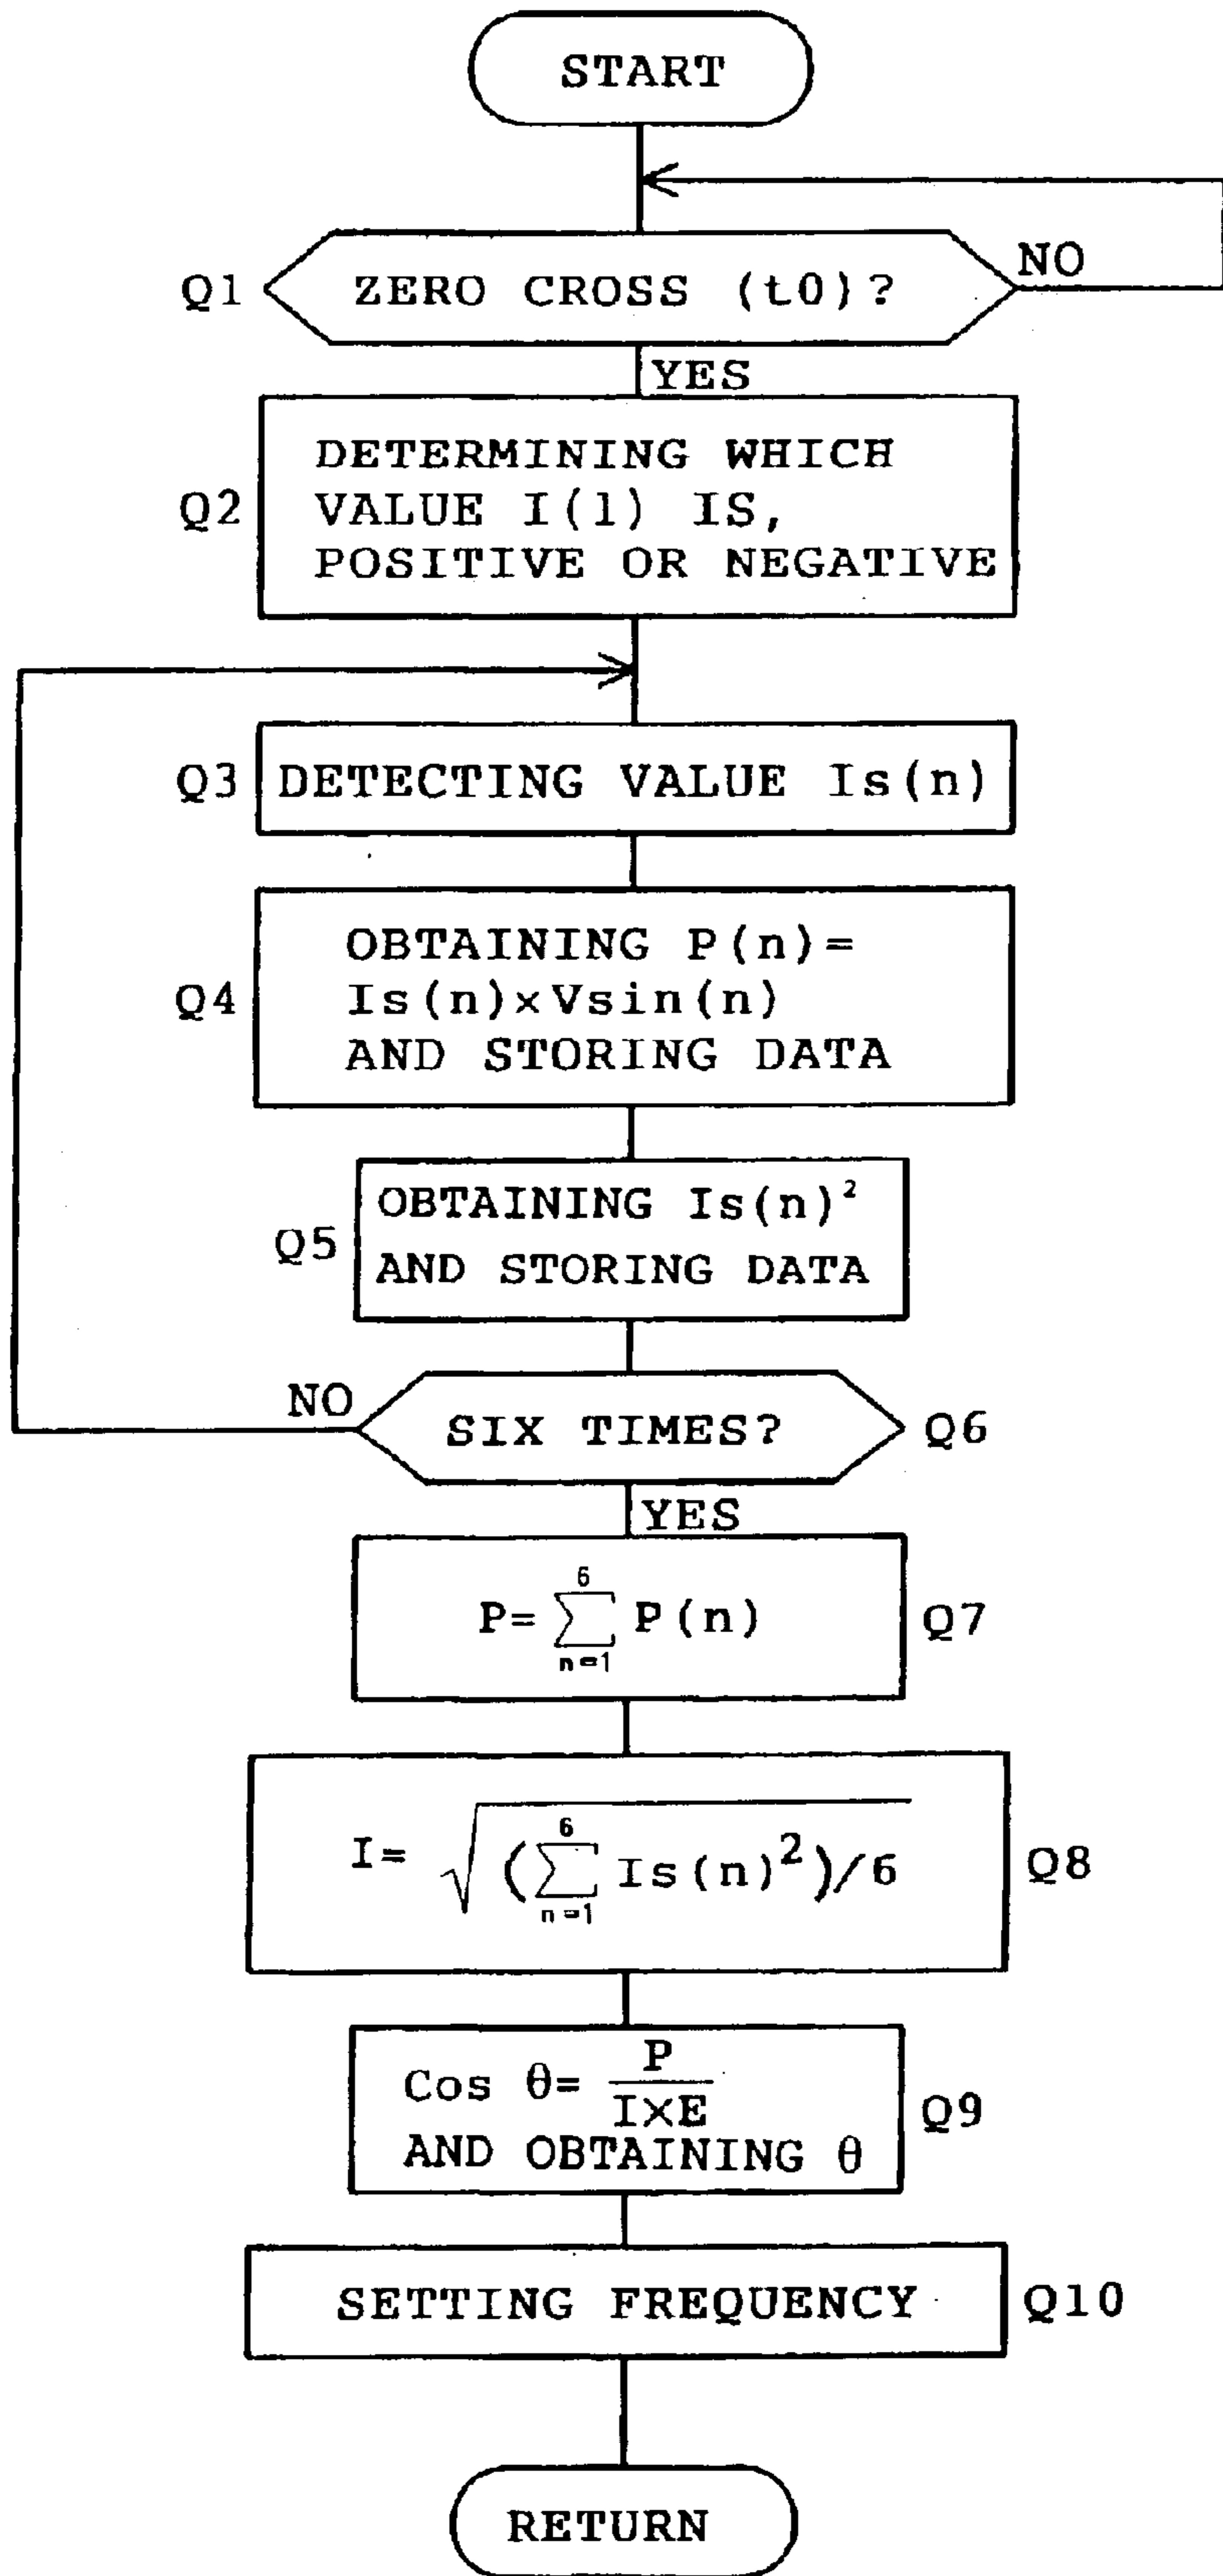 START
NO
Q1 ZERO CROSS (t0)?
YES
DETERMINING WHICH
Q2 VALUE I(1) IS,
POSITIVE OR NEGATIVE
Q3 DETECTING VALUE Is(n)
OBTAINING P(n)=
Q4 Is(n)×Vsin(n)
AND STORING DATA
OBTAINING Is(n)²
Q5
AND STORING DATA
NO
SIX TIMES? Q6
YES
P=∑_{n=1}^{6} P(n) Q7
I=√(∑_{n=1}^{6} Is(n)²)/6 Q8
Cos θ= P/I×E Q9
AND OBTAINING θ
SETTING FREQUENCY Q10
RETURN